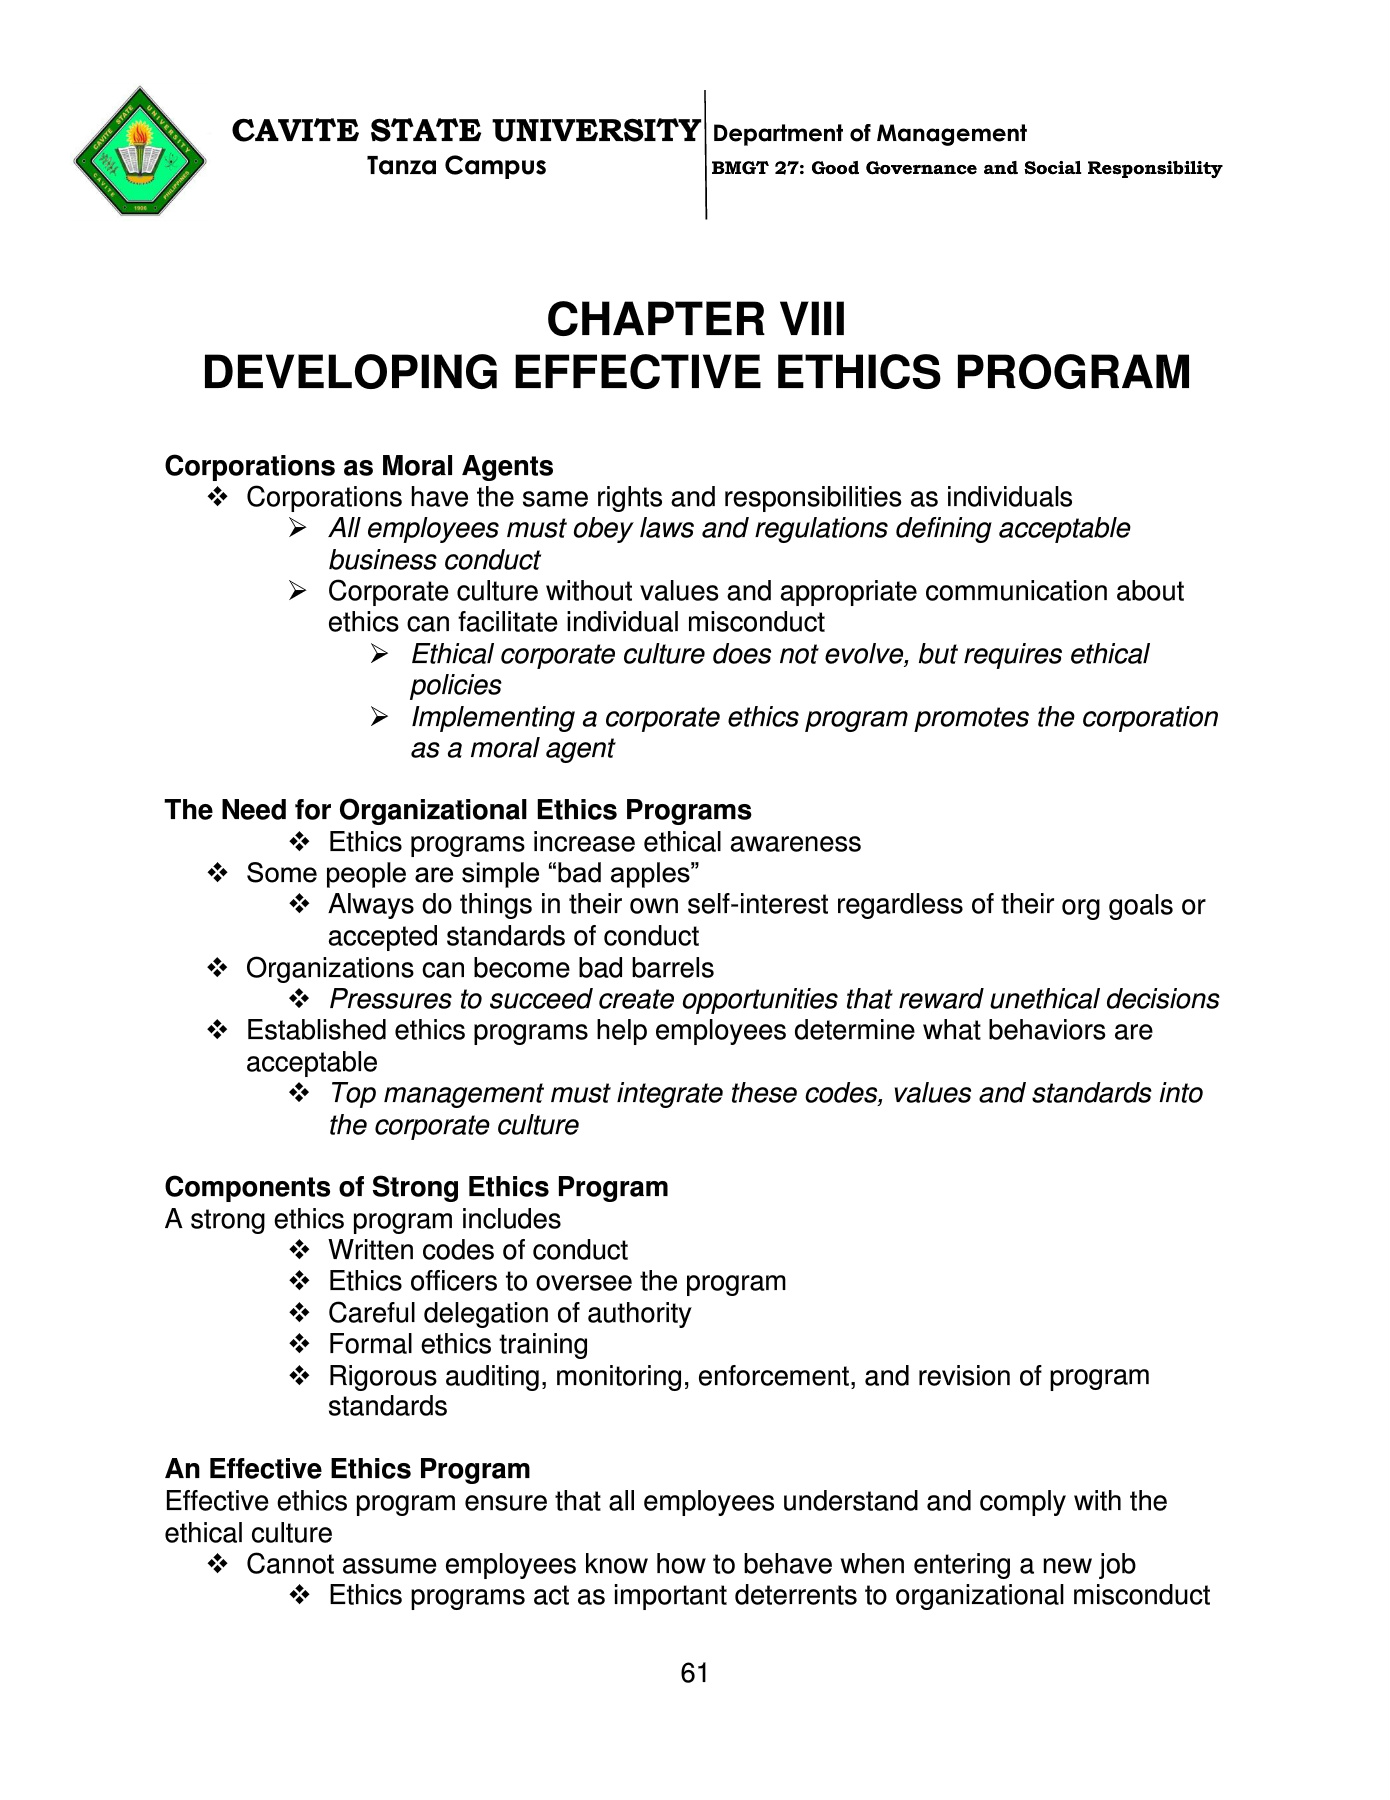 CAVITE STATE UNIVERSITY
Tanza Campus
Department of Management
BMGT 27: Good Governance and Social Responsibility
CAVITE STATE UNIVERSITY
CAVITE
PHILIPPINES
1906
CHAPTER VIII
DEVELOPING EFFECTIVE ETHICS PROGRAM
Corporations as Moral Agents
❖ Corporations have the same rights and responsibilities as individuals
➢ All employees must obey laws and regulations defining acceptable
business conduct
➢ Corporate culture without values and appropriate communication about
ethics can facilitate individual misconduct
➢ Ethical corporate culture does not evolve, but requires ethical
policies
➢ Implementing a corporate ethics program promotes the corporation
as a moral agent
The Need for Organizational Ethics Programs
❖ Ethics programs increase ethical awareness
❖ Some people are simple “bad apples”
❖ Always do things in their own self-interest regardless of their org goals or
accepted standards of conduct
❖ Organizations can become bad barrels
❖ Pressures to succeed create opportunities that reward unethical decisions
❖ Established ethics programs help employees determine what behaviors are
acceptable
❖ Top management must integrate these codes, values and standards into
the corporate culture
Components of Strong Ethics Program
A strong ethics program includes
❖ Written codes of conduct
❖ Ethics officers to oversee the program
❖ Careful delegation of authority
❖ Formal ethics training
❖ Rigorous auditing, monitoring, enforcement, and revision of program
standards
An Effective Ethics Program
Effective ethics program ensure that all employees understand and comply with the
ethical culture
❖ Cannot assume employees know how to behave when entering a new job
❖ Ethics programs act as important deterrents to organizational misconduct
61